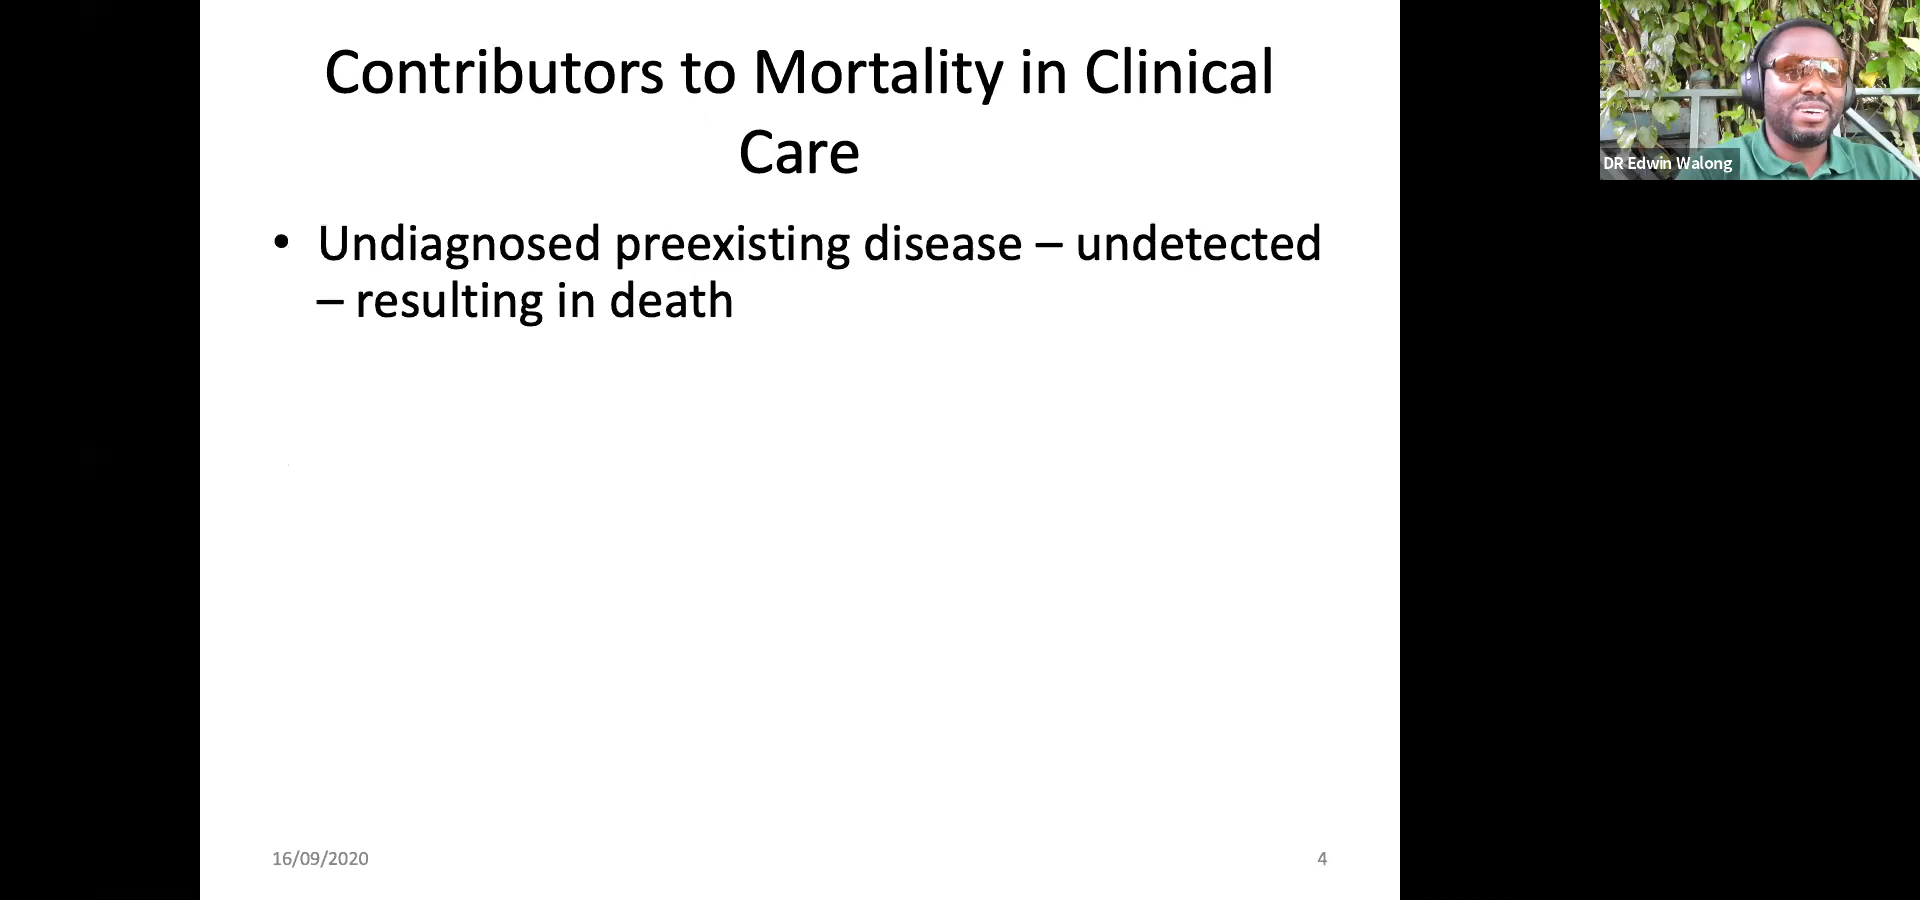 Contributors to Mortality in Clinical
Care
• Undiagnosed preexisting disease – undetected
– resulting in death
16/09/2020
4
DR Edwin Walong